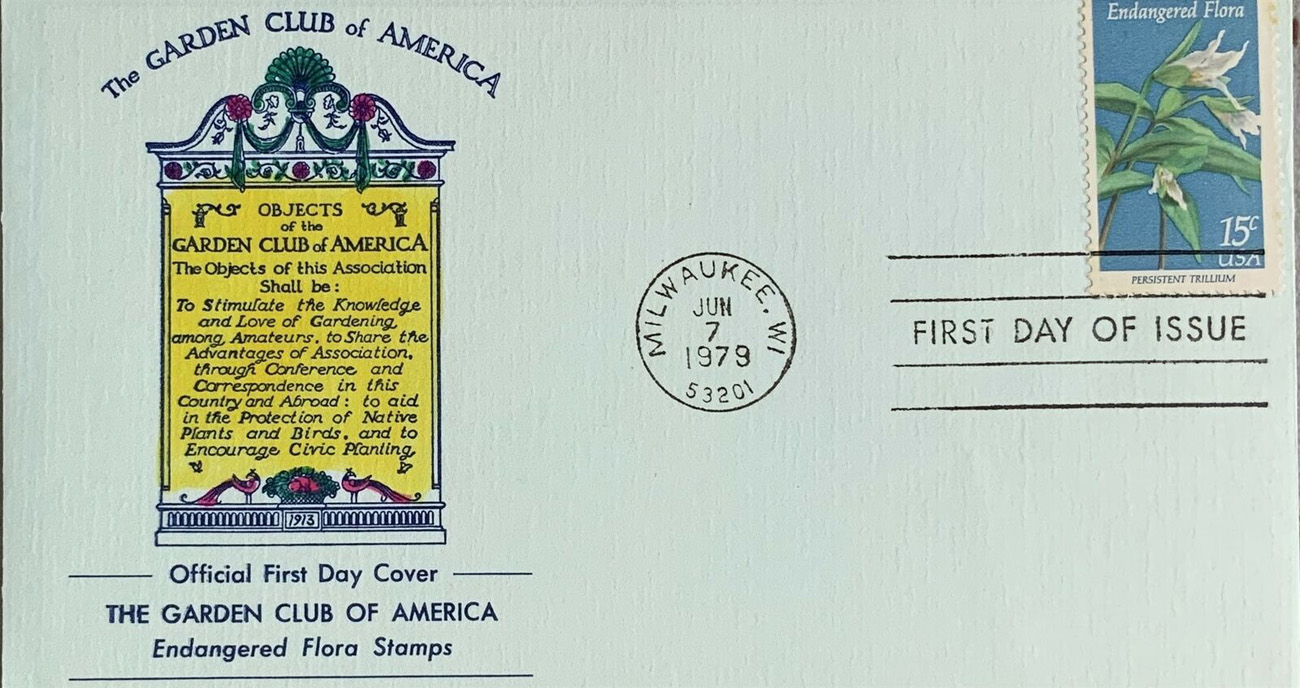 The GARDEN CLUB of AMERICA
OBJECTS
of the
GARDEN CLUB of AMERICA
The Objects of this Association
Shall be:
To Stimulate the Knowledge
and Love of Gardening,
among Amateurs, to Share the
Advantages of Association,
through Conference and
Correspondence in this
Country and Abroad: to aid
in the Protection of Native
Plants and Birds, and to
Encourage Civic Planting,
1913
Official First Day Cover
THE GARDEN CLUB OF AMERICA
Endangered Flora Stamps
MILWAUKEE, WI
JUN
7
1979
53201
Endangered Flora
15c
USA
PERSISTENT TRILLIUM
FIRST DAY OF ISSUE